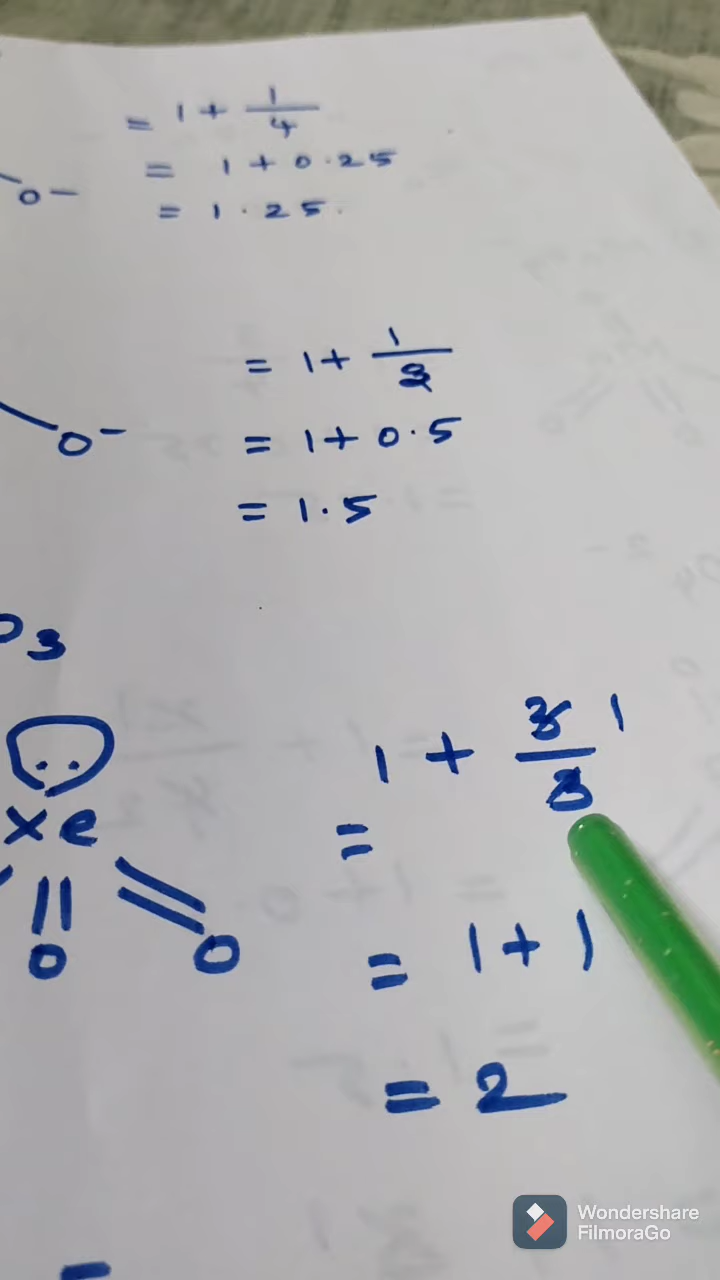 = 1 + 1/4
= 1 + 0.25
O –
= 1.25.
= 1 + 1/2
O –
= 1 + 0.5
= 1.5
O3
Xe
= 1 + 3/3 1
O O
= 1 + 1
= 2
Wondershare
FilmoraGo